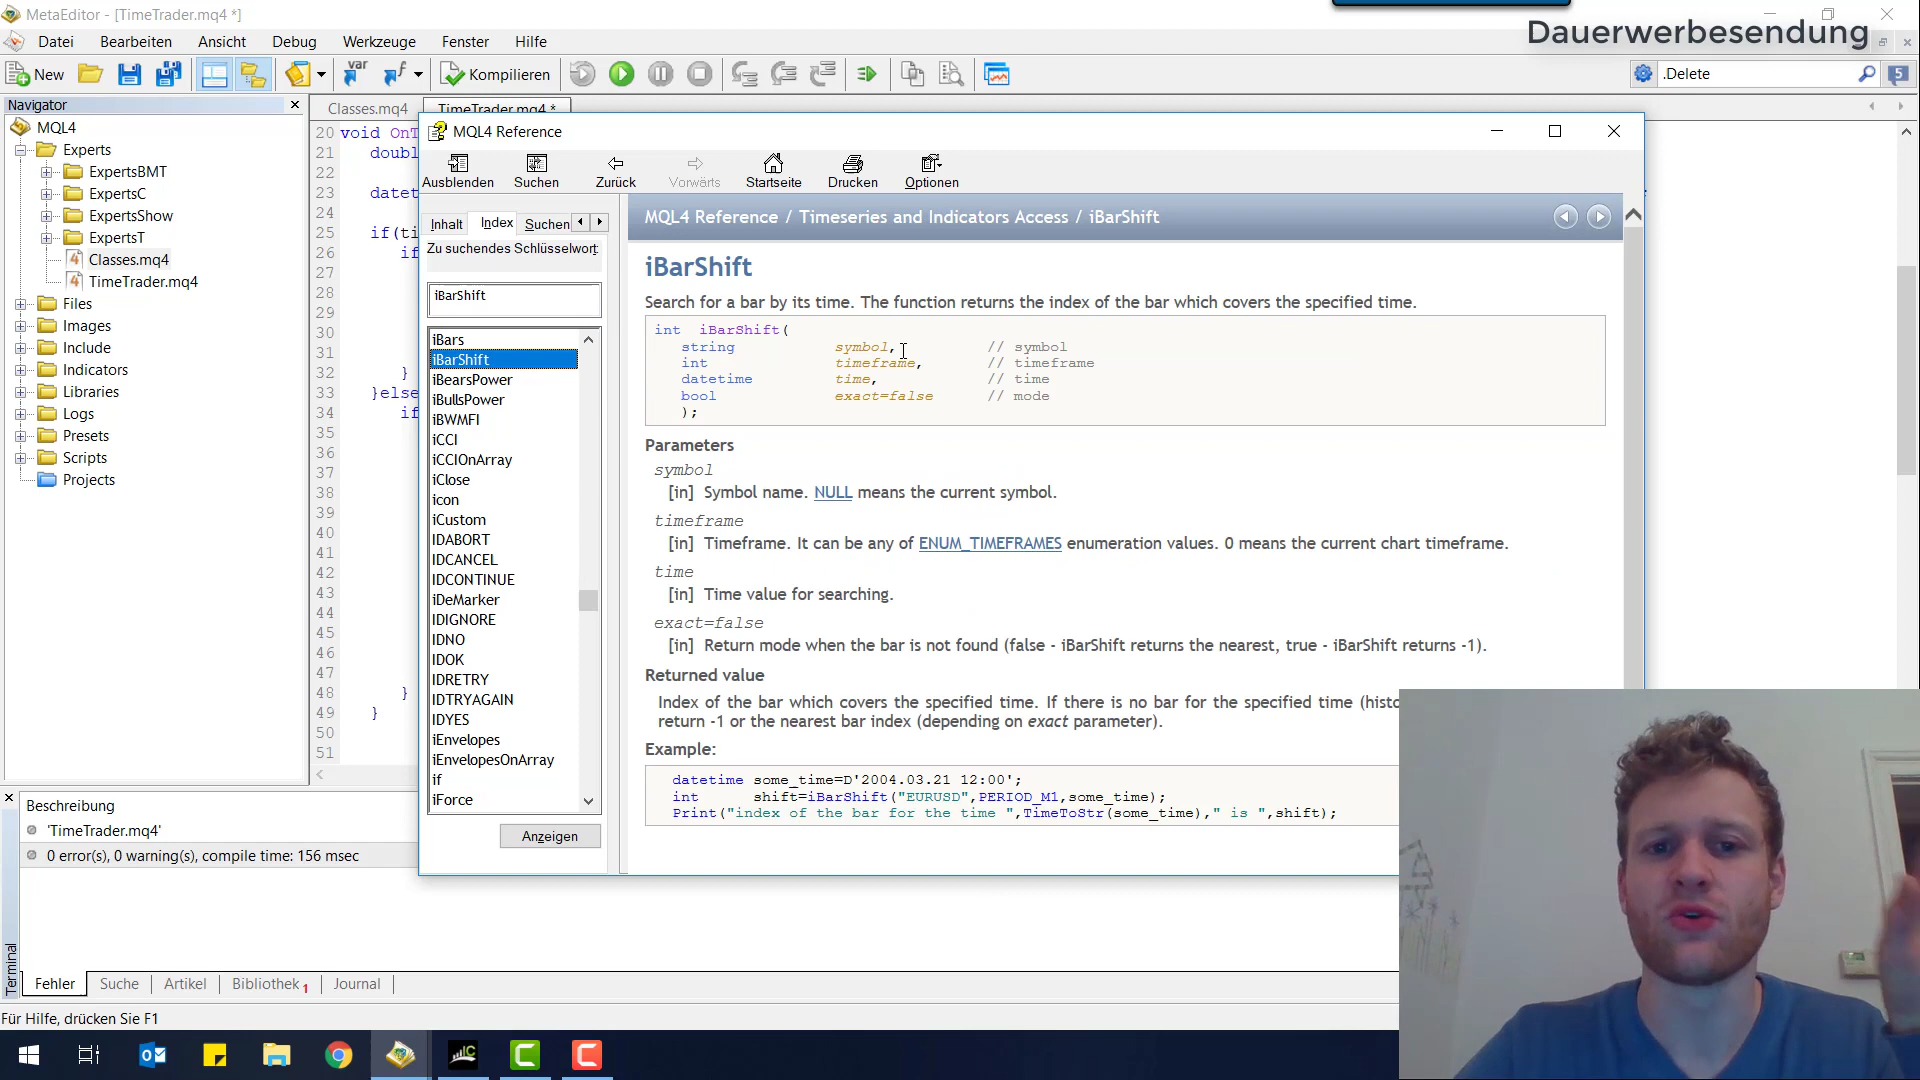 MetaEditor - [TimeTrader.mq4 *]
Dauerwerbesendung
Datei Bearbeiten Ansicht Debug Werkzeuge Fenster Hilfe
New var f Kompilieren .Delete 5
Navigator
Classes.mq4 TimeTrader.mq4 *
MQL4
Experts
ExpertsBMT
ExpertsC
ExpertsShow
ExpertsT
Classes.mq4
TimeTrader.mq4
Files
Images
Include
Indicators
Libraries
Logs
Presets
Scripts
Projects
20 void OnT
21 doubl
22
23 datet
24
25 if(ti
26 if
27
28
29
30
31
32 }
33 }else
34 if
35
36
37
38
39
40
41
42
43
44
45
46
47
48 }
49 }
50
51
MQL4 Reference
Ausblenden Suchen Zurück Vorwärts Startseite Drucken Optionen
Inhalt Index Suchen
Zu suchendes Schlüsselwort:
iBarShift
iBars
iBarShift
iBearsPower
iBullsPower
iBWMFI
iCCI
iCCIOnArray
iClose
icon
iCustom
IDABORT
IDCANCEL
IDCONTINUE
iDeMarker
IDIGNORE
IDNO
IDOK
IDRETRY
IDTRYAGAIN
IDYES
iEnvelopes
iEnvelopesOnArray
if
iForce
Anzeigen
MQL4 Reference / Timeseries and Indicators Access / iBarShift
iBarShift
Search for a bar by its time. The function returns the index of the bar which covers the specified time.
int iBarShift(
string symbol, // symbol
int timeframe, // timeframe
datetime time, // time
bool exact=false // mode
);
Parameters
symbol
[in] Symbol name. NULL means the current symbol.
timeframe
[in] Timeframe. It can be any of ENUM_TIMEFRAMES enumeration values. 0 means the current chart timeframe.
time
[in] Time value for searching.
exact=false
[in] Return mode when the bar is not found (false - iBarShift returns the nearest, true - iBarShift returns -1).
Returned value
Index of the bar which covers the specified time. If there is no bar for the specified time (histo
return -1 or the nearest bar index (depending on exact parameter).
Example:
datetime some_time=D'2004.03.21 12:00';
int shift=iBarShift("EURUSD",PERIOD_M1,some_time);
Print("index of the bar for the time ",TimeToStr(some_time)," is ",shift);
Beschreibung
'TimeTrader.mq4'
0 error(s), 0 warning(s), compile time: 156 msec
Terminal
Fehler Suche Artikel Bibliothek 1 Journal
Für Hilfe, drücken Sie F1